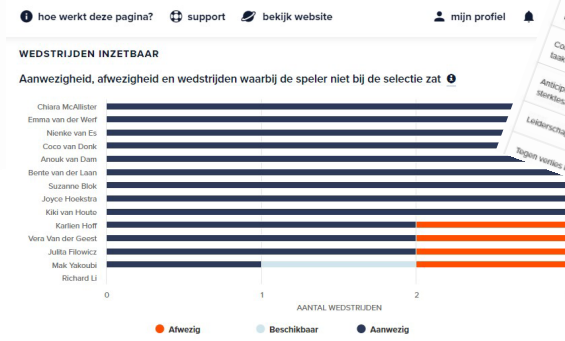 hoe werkt deze pagina? support bekijk website mijn profiel
WEDSTRIJDEN INZETBAAR
Aanwezigheid, afwezigheid en wedstrijden waarbij de speler niet bij de selectie zat
Chiara McAllister
Emma van der Werf
Nienke van Es
Coco van Donk
Anouk van Dam
Bente van der Laan
Suzanne Blok
Joyce Hoekstra
Kiki van Houte
Karlien Hoff
Vera Van der Geest
Julita Filowicz
Mak Yakoubi
Richard Li
0 1 2
AANTAL WEDSTRIJDEN
Afwezig Beschikbaar Aanwezig
taak
Anticip
sterktes
Leiderschap
Tegen verlies